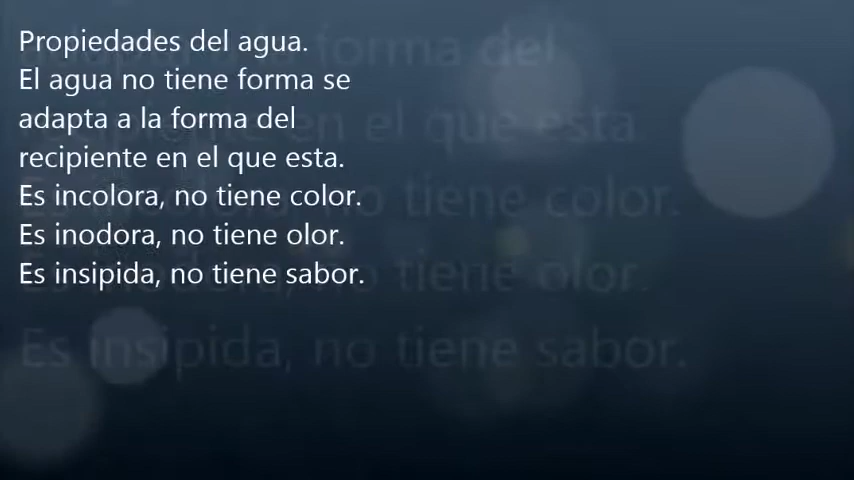 Propiedades del agua.
El agua no tiene forma se
adapta a la forma del
recipiente en el que esta.
Es incolora, no tiene color.
Es inodora, no tiene olor.
Es insipida, no tiene sabor.